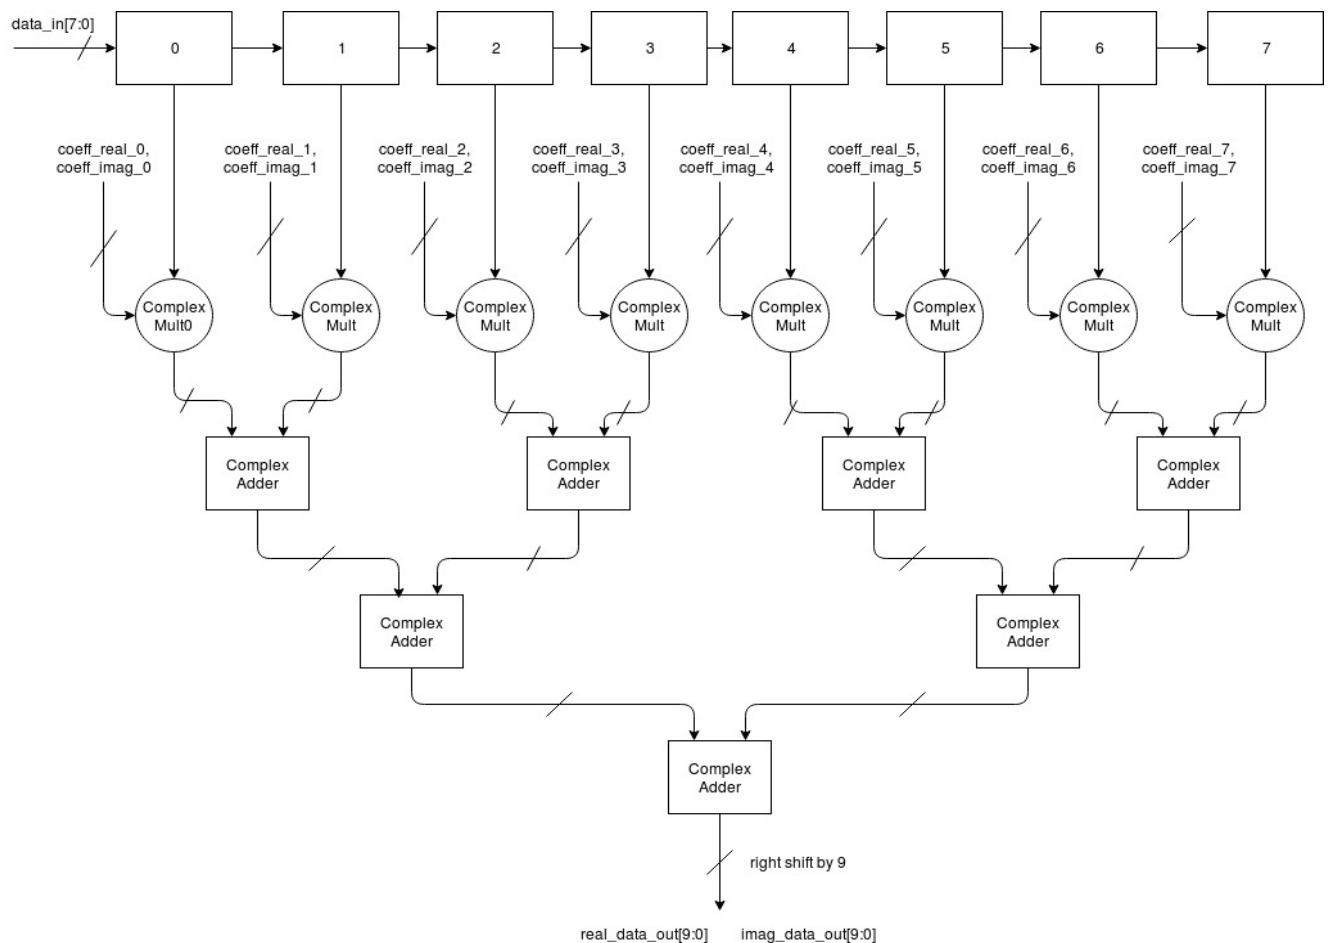 data_in[7:0]
0
1
2
3
4
5
6
7
coeff_real_0,
coeff_imag_0
coeff_real_1,
coeff_imag_1
coeff_real_2,
coeff_imag_2
coeff_real_3,
coeff_imag_3
coeff_real_4,
coeff_imag_4
coeff_real_5,
coeff_imag_5
coeff_real_6,
coeff_imag_6
coeff_real_7,
coeff_imag_7
Complex
Mult0
Complex
Mult
Complex
Mult
Complex
Mult
Complex
Mult
Complex
Mult
Complex
Mult
Complex
Mult
Complex
Adder
Complex
Adder
Complex
Adder
Complex
Adder
Complex
Adder
Complex
Adder
Complex
Adder
right shift by 9
real_data_out[9:0]
imag_data_out[9:0]